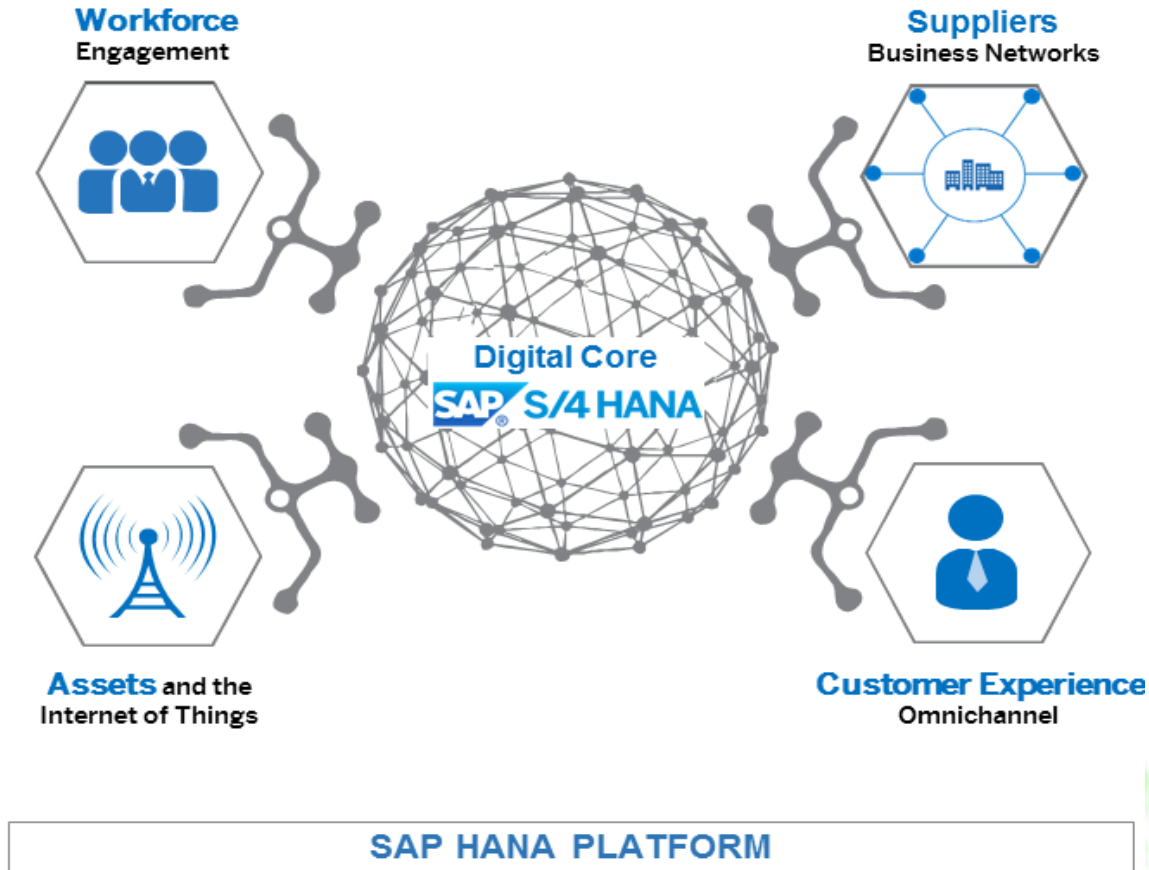 Workforce
Engagement
Suppliers
Business Networks
Digital Core
SAP® S/4 HANA
Assets and the
Internet of Things
Customer Experience
Omnichannel
SAP HANA PLATFORM